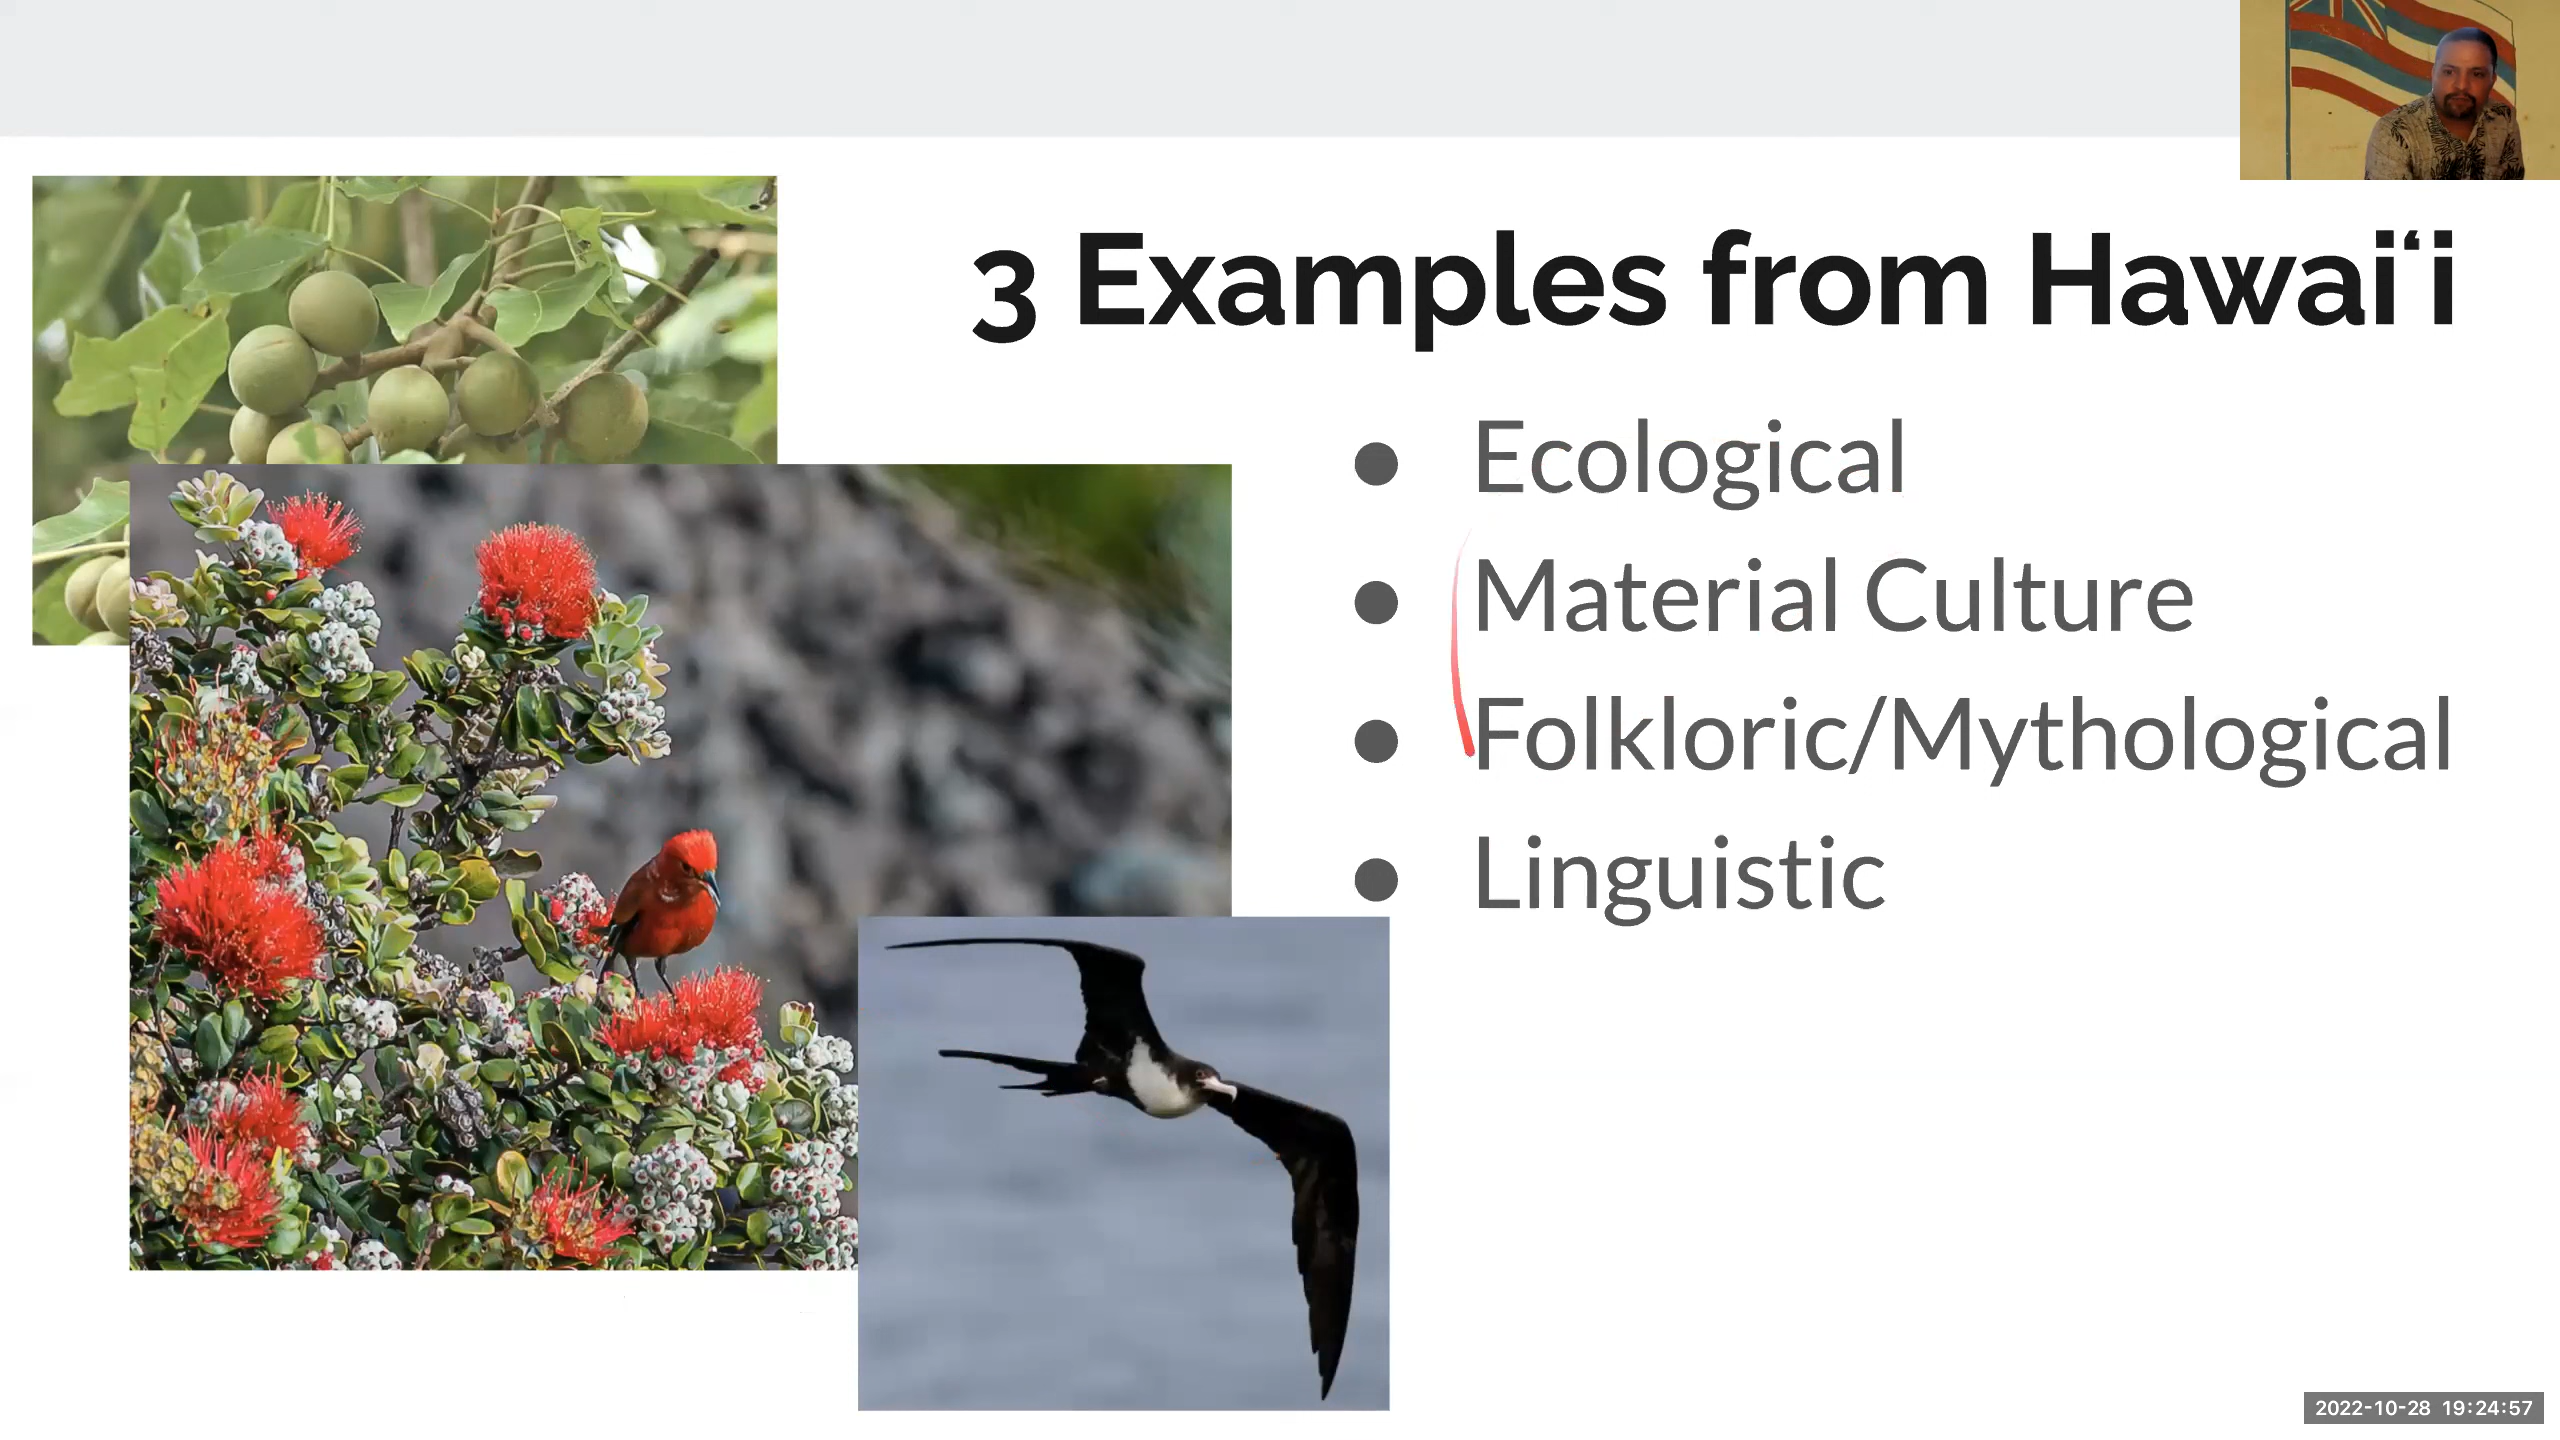 3 Examples from Hawaiʻi
● Ecological
● Material Culture
● Folkloric/Mythological
● Linguistic
2022-10-28 19:24:57